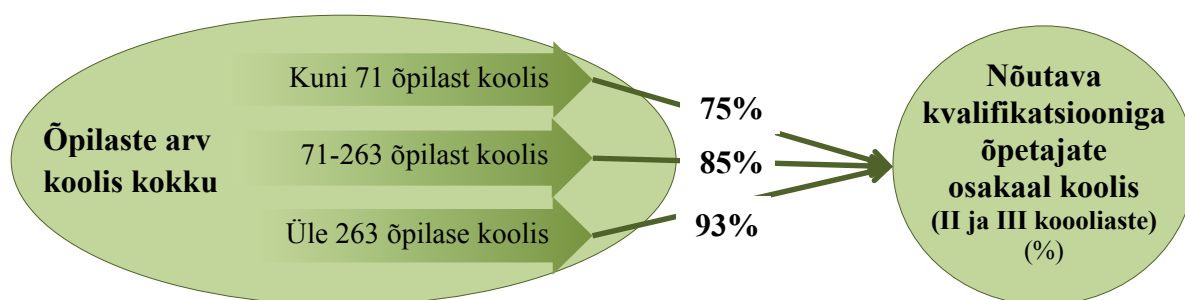 Õpilaste arv
koolis kokku
Kuni 71 õpilast koolis
71-263 õpilast koolis
Üle 263 õpilase koolis
75%
85%
93%
Nõutava
kvalifikatsiooniga
õpetajate
osakaal koolis
(II ja III koooliaste)
(%)